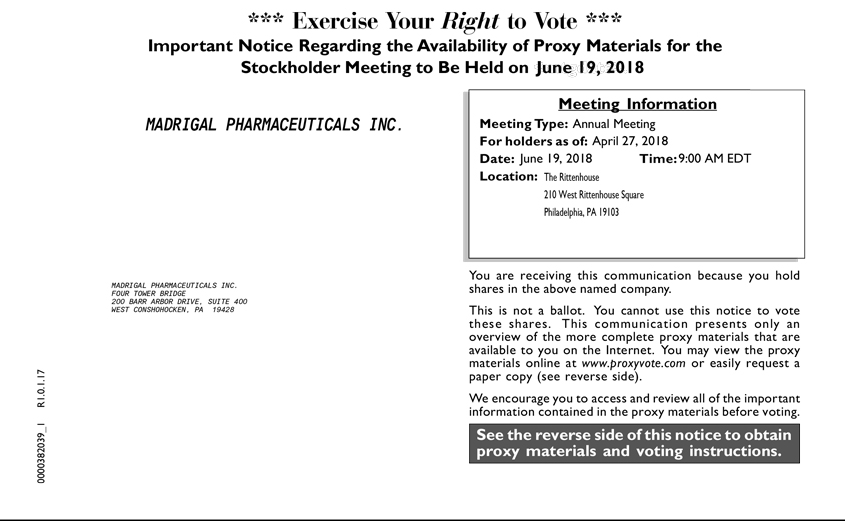 *** Exercise Your Right to Vote ***
Important Notice Regarding the Availability of Proxy Materials for the
Stockholder Meeting to Be Held on June 19, 2018
MADRIGAL PHARMACEUTICALS INC.
MADRIGAL PHARMACEUTICALS INC.
FOUR TOWER BRIDGE
200 BARR ARBOR DRIVE, SUITE 400
WEST CONSHOHOCKEN, PA 19428
0000382039_1 R1.0.1.17
Meeting Information
Meeting Type: Annual Meeting
For holders as of: April 27, 2018
Date: June 19, 2018 Time: 9:00 AM EDT
Location: The Rittenhouse
210 West Rittenhouse Square
Philadelphia, PA 19103
You are receiving this communication because you hold
shares in the above named company.
This is not a ballot. You cannot use this notice to vote
these shares. This communication presents only an
overview of the more complete proxy materials that are
available to you on the Internet. You may view the proxy
materials online at www.proxyvote.com or easily request a
paper copy (see reverse side).
We encourage you to access and review all of the important
information contained in the proxy materials before voting.
See the reverse side of this notice to obtain
proxy materials and voting instructions.